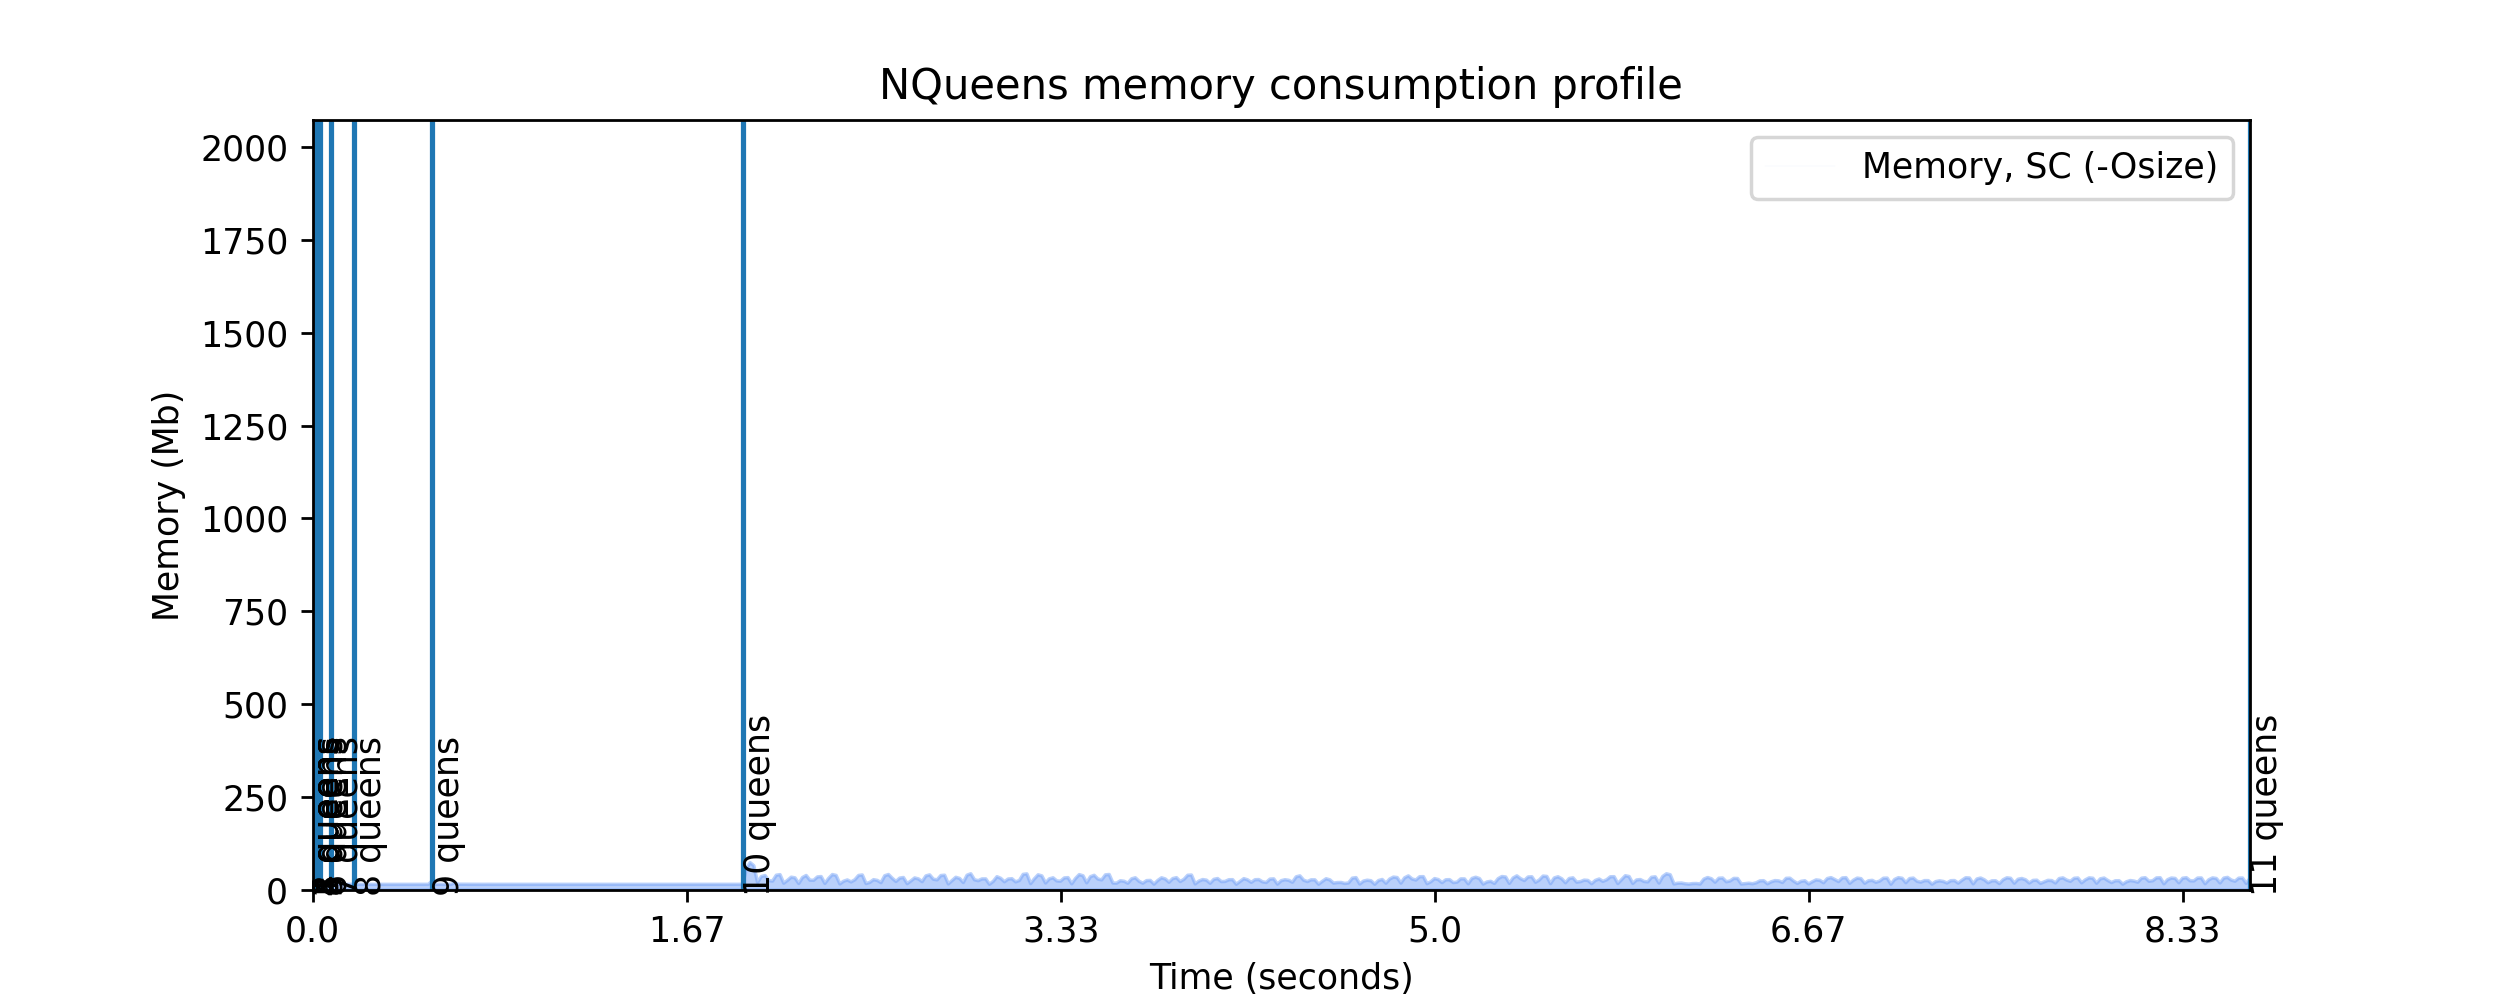 NQueens memory consumption profile
Memory, SC (-Osize)
Memory (Mb)
2000
1750
1500
1250
1000
750
500
250
0
8 queens
9 queens
10 queens
11 queens
0.0
1.67
3.33
5.0
6.67
8.33
Time (seconds)